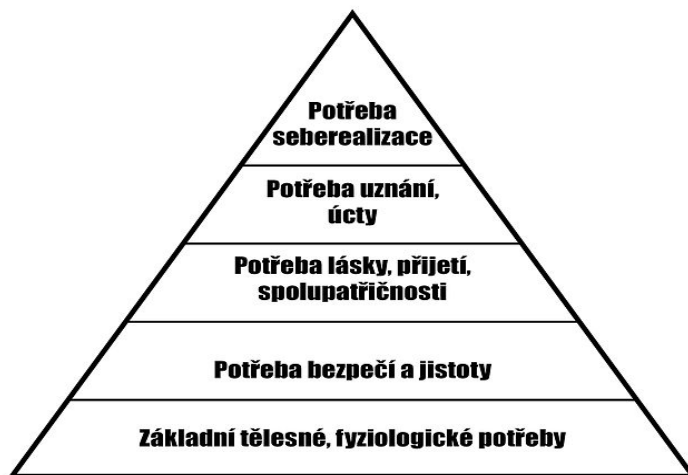 Potřeba
seberealizace
Potřeba uznání,
úcty
Potřeba lásky, přijetí,
spolupatřičnosti
Potřeba bezpečí a jistoty
Základní tělesné, fyziologické potřeby